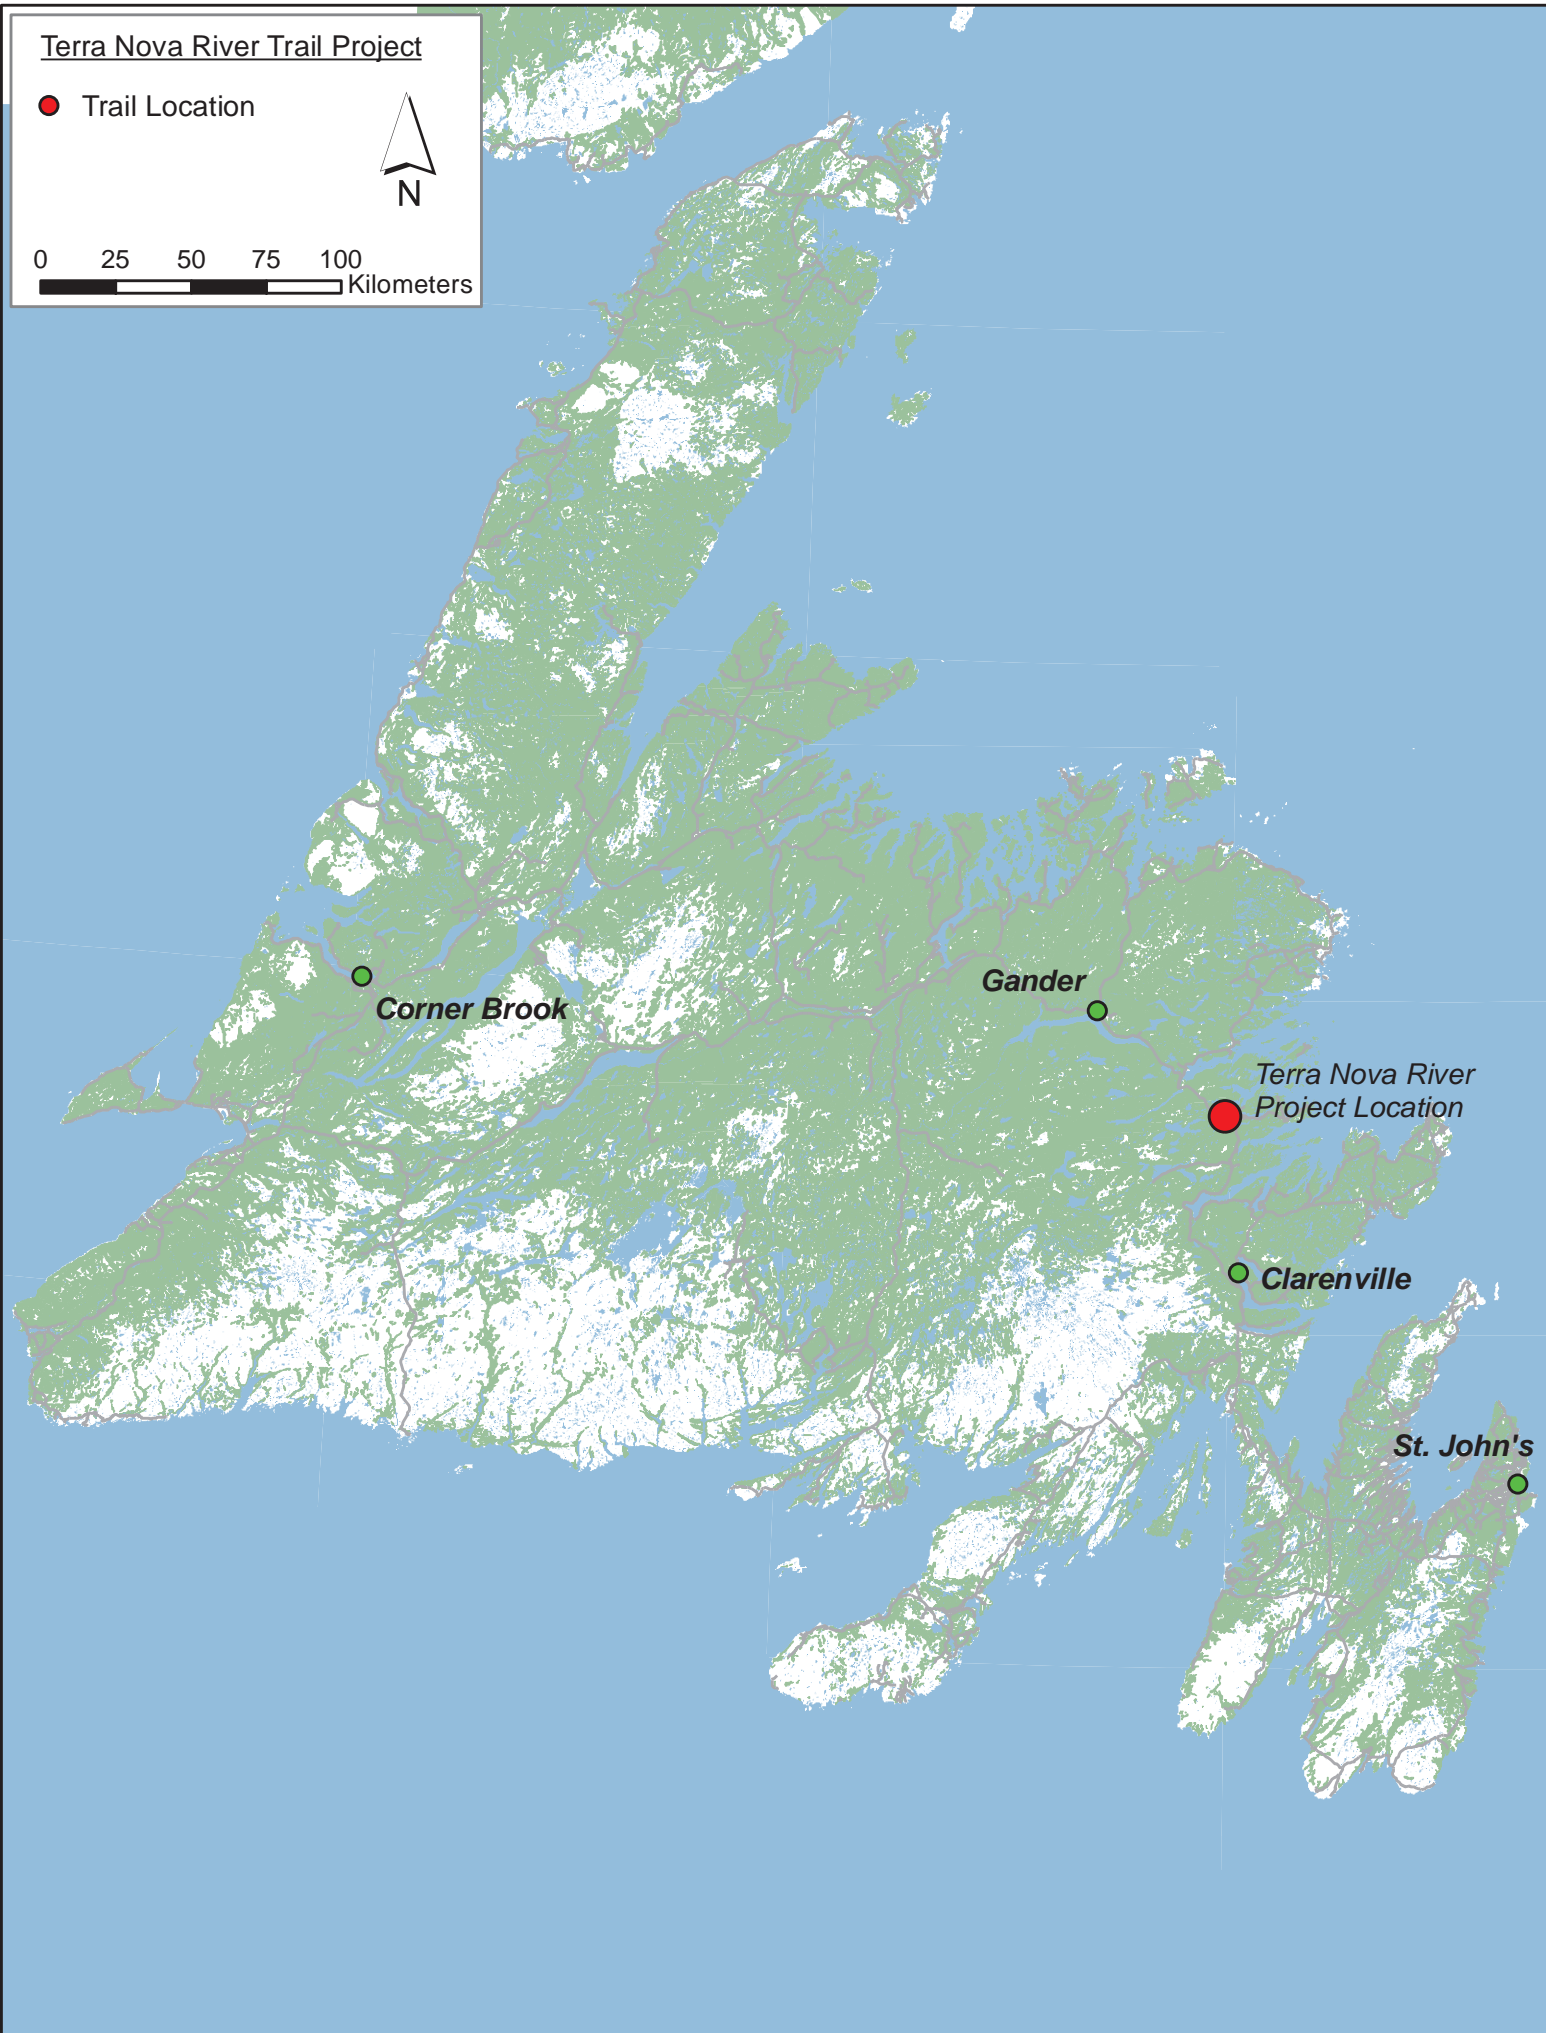 Terra Nova River Trail Project
Trail Location
N
0 25 50 75 100
Kilometers
Gander
Corner Brook
Terra Nova River
Project Location
Clarenville
St. John's